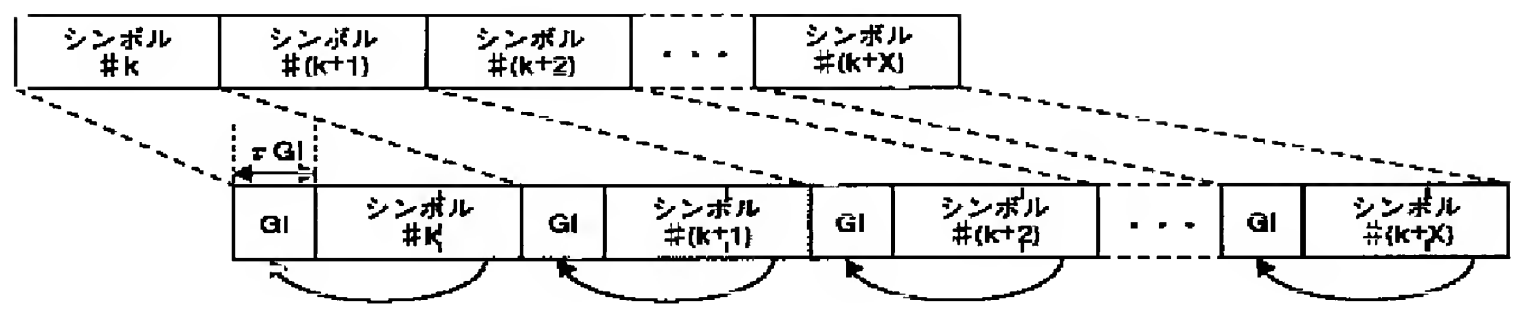 シンボル
#k
シンボル
#(k+1)
シンボル
#(k+2)
・・・
シンボル
#(k+X)
τ GI
GI
シンボル
#k
GI
シンボル
#(k+1)
GI
シンボル
#(k+2)
・・・
GI
シンボル
#(k+X)